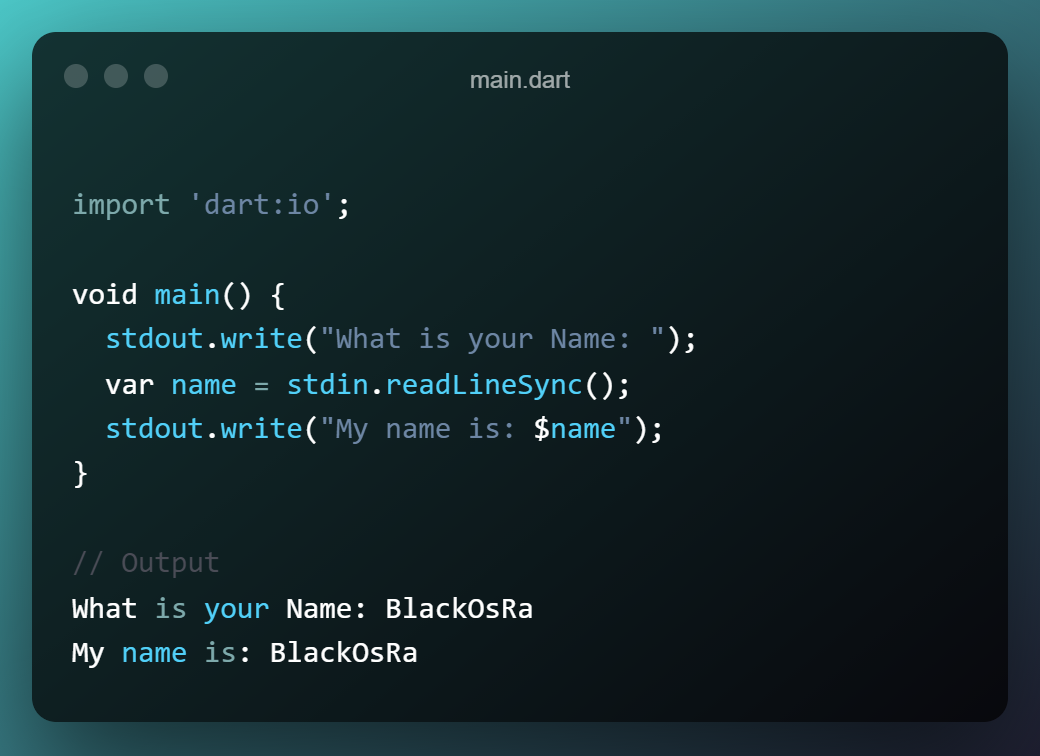 main.dart
import 'dart:io';
void main() {
  stdout.write("What is your Name: ");
  var name = stdin.readLineSync();
  stdout.write("My name is: $name");
}
// Output
What is your Name: BlackOsRa
My name is: BlackOsRa